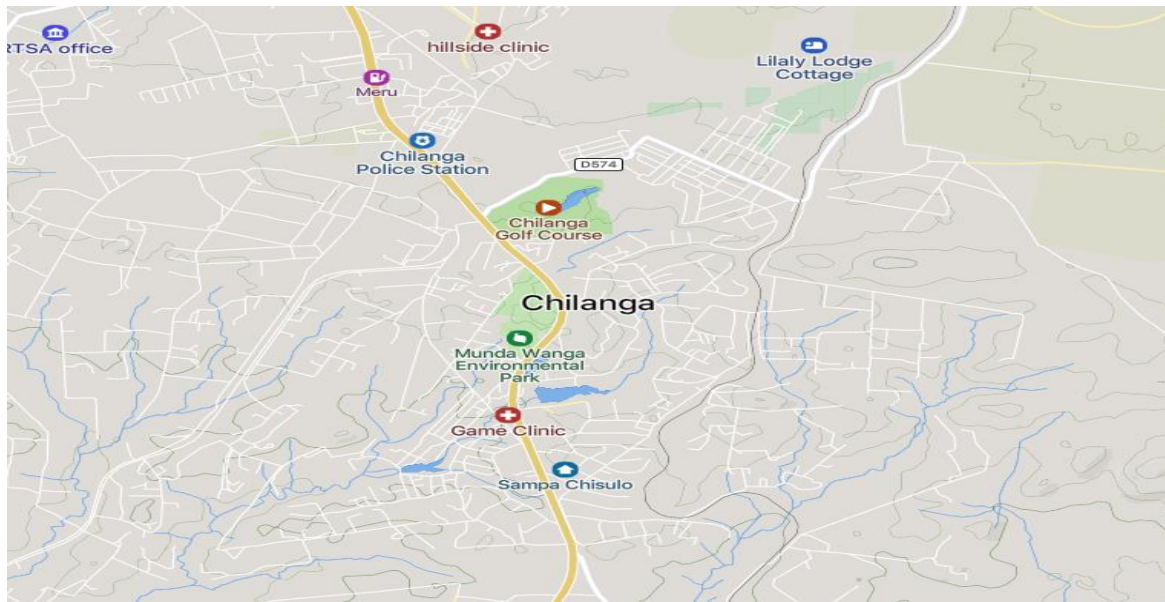 RTSA office
hillside clinic
Lilaly Lodge
Cottage
Meru
Chilanga
Police Station
D574
Chilanga
Golf Course
Chilanga
Munda Wanga
Environmental
Park
Game Clinic
Sampa Chisulo